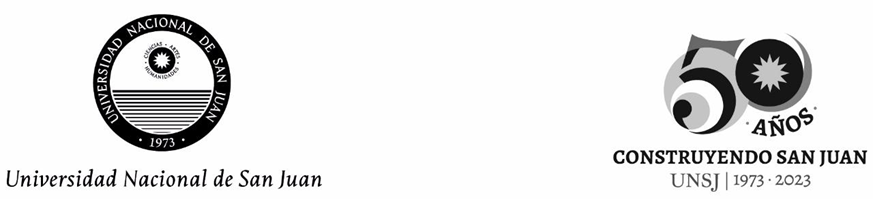 UNIVERSIDAD NACIONAL DE SAN JUAN
CIENCIAS · ARTES
HUMANIDADES
· 1973 ·
Universidad Nacional de San Juan
50
· AÑOS ·
CONSTRUYENDO SAN JUAN
UNSJ | 1973 · 2023